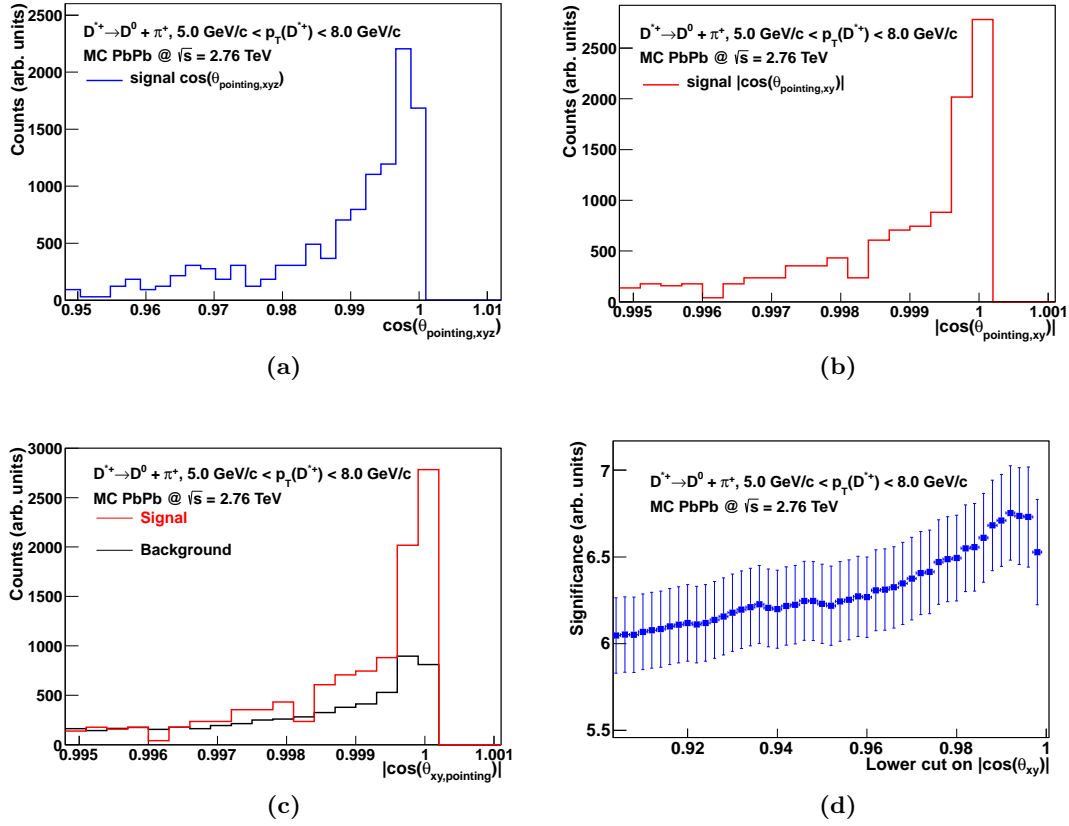 Counts (arb. units)
2500
2000
1500
1000
500
0
D*+→D0 + π+, 5.0 GeV/c < pT(D*+) < 8.0 GeV/c
MC PbPb @ √s = 2.76 TeV
signal cos(θpointing,xyz)
0.95 0.96 0.97 0.98 0.99 1 1.01
cos(θpointing,xyz)
(a)
Counts (arb. units)
2500
2000
1500
1000
500
0
D*+→D0 + π+, 5.0 GeV/c < pT(D*+) < 8.0 GeV/c
MC PbPb @ √s = 2.76 TeV
signal |cos(θpointing,xy)|
0.995 0.996 0.997 0.998 0.999 1 1.001
|cos(θpointing,xy)|
(b)
Counts (arb. units)
3000
2500
2000
1500
1000
500
0
D*+→D0 + π+, 5.0 GeV/c < pT(D*+) < 8.0 GeV/c
MC PbPb @ √s = 2.76 TeV
Signal
Background
0.995 0.996 0.997 0.998 0.999 1 1.001
|cos(θxy,pointing)|
(c)
Significance (arb. units)
7
6.5
6
5.5
D*+→D0 + π+, 5.0 GeV/c < pT(D*+) < 8.0 GeV/c
MC PbPb @ √s = 2.76 TeV
0.92 0.94 0.96 0.98 1
Lower cut on |cos(θxy)|
(d)